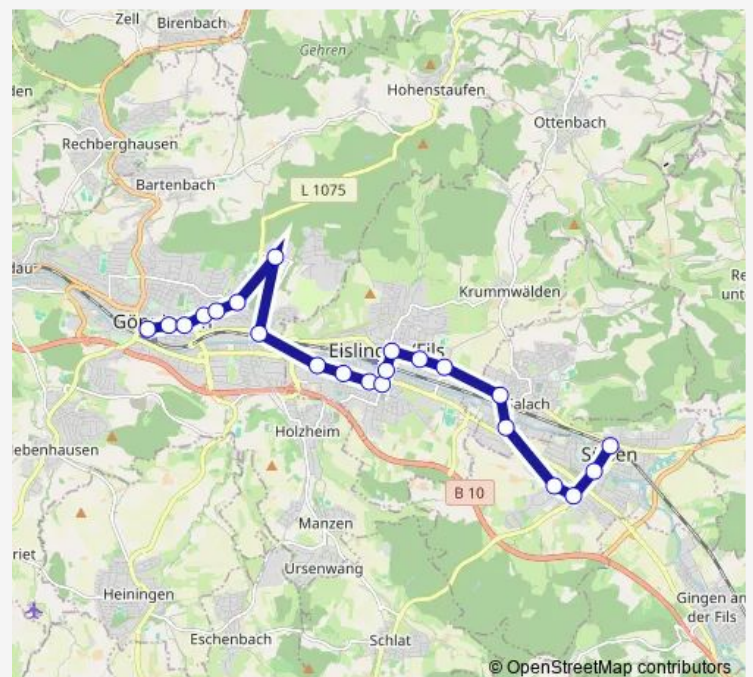 Zell
Birenbach
Gehren
Hohenstaufen
Ottenbach
Rechberghausen
Bartenbach
L 1075
Krummwälden
Holzheim
B 10
Manzen
Ursenwang
Heiningen
Eschenbach
Schlat
Gingen an
der Fils
© OpenStreetMap contributors